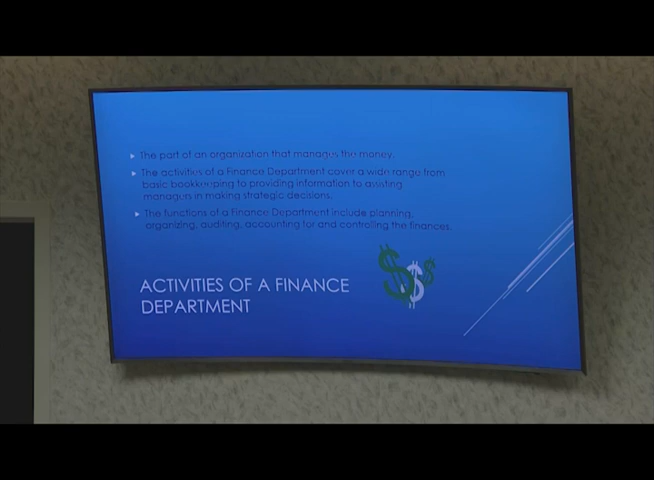 The part of an organization that manages the money.
The activities of a Finance Department cover a wide range from
basic bookkeeping to providing information to assisting
managers in making strategic decisions.
The functions of a Finance Department include planning,
organizing, auditing, accounting for and controlling the finances.
ACTIVITIES OF A FINANCE
DEPARTMENT